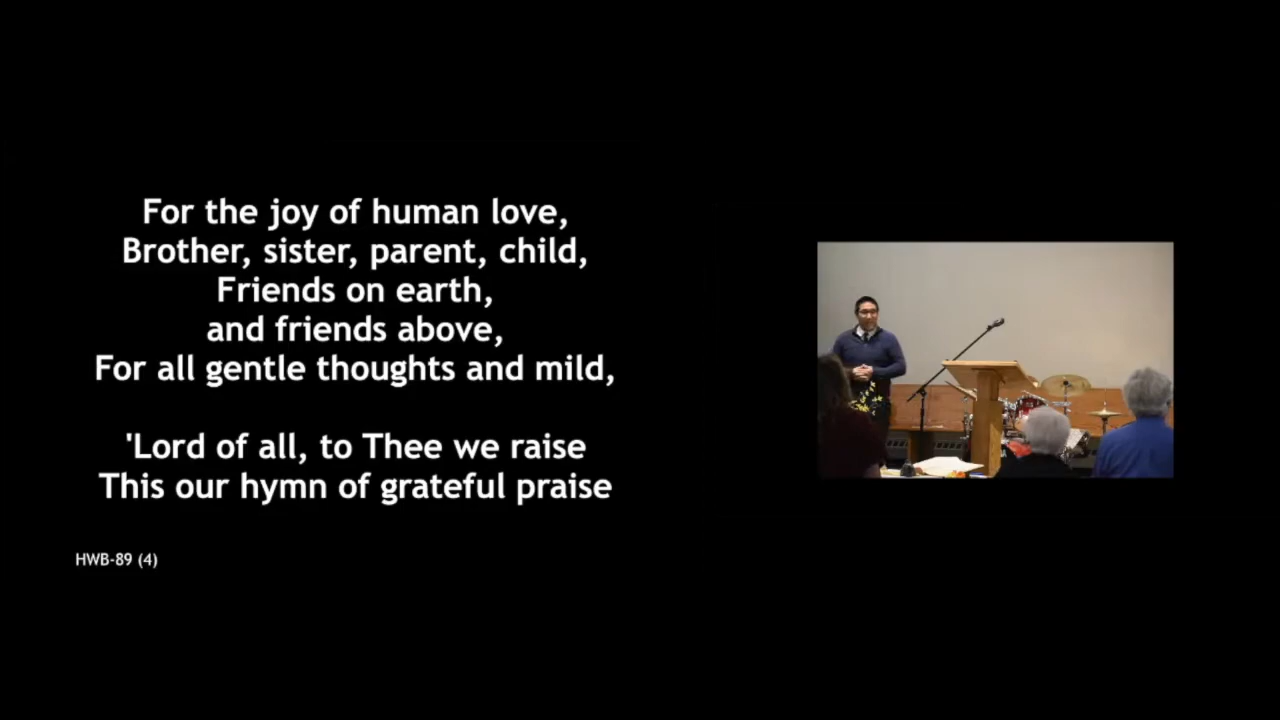 For the joy of human love,
Brother, sister, parent, child,
Friends on earth,
and friends above,
For all gentle thoughts and mild,
'Lord of all, to Thee we raise
This our hymn of grateful praise
HWB-89 (4)